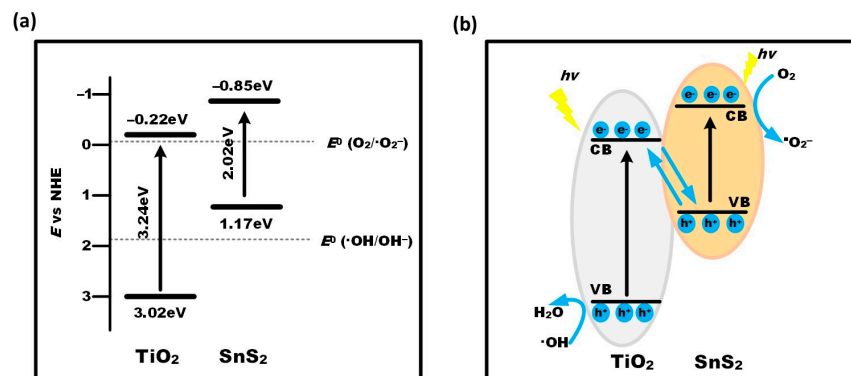 (a)
−0.85eV
−1
−0.22eV
0
E⁰ (O₂/·O₂⁻)
2.02eV
3.24eV
E vs NHE
1
1.17eV
E⁰ (·OH/OH⁻)
2
3
3.02eV
TiO₂ SnS₂
(b)
hv
hv
O₂
e⁻ e⁻ e⁻
CB
·O₂⁻
e⁻ e⁻ e⁻
CB
VB
h⁺ h⁺ h⁺
VB
H₂O
h⁺ h⁺ h⁺
·OH
TiO₂ SnS₂